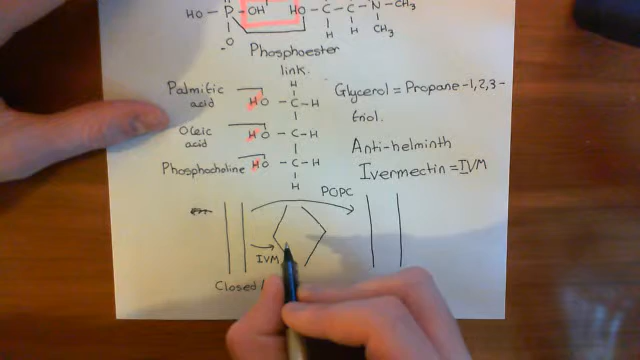 HO - P - OH HO - C - C - N - CH3
O H H CH3
-
Phosphoester
link.
H
Palmitic HO - C - H
acid
Oleic HO - C - H
acid
Phosphocholine HO - C - H
H
Glycerol = Propane-1,2,3-
triol.
Anti-helminth
Ivermectin = IVM
POPC
IVM
Closed/